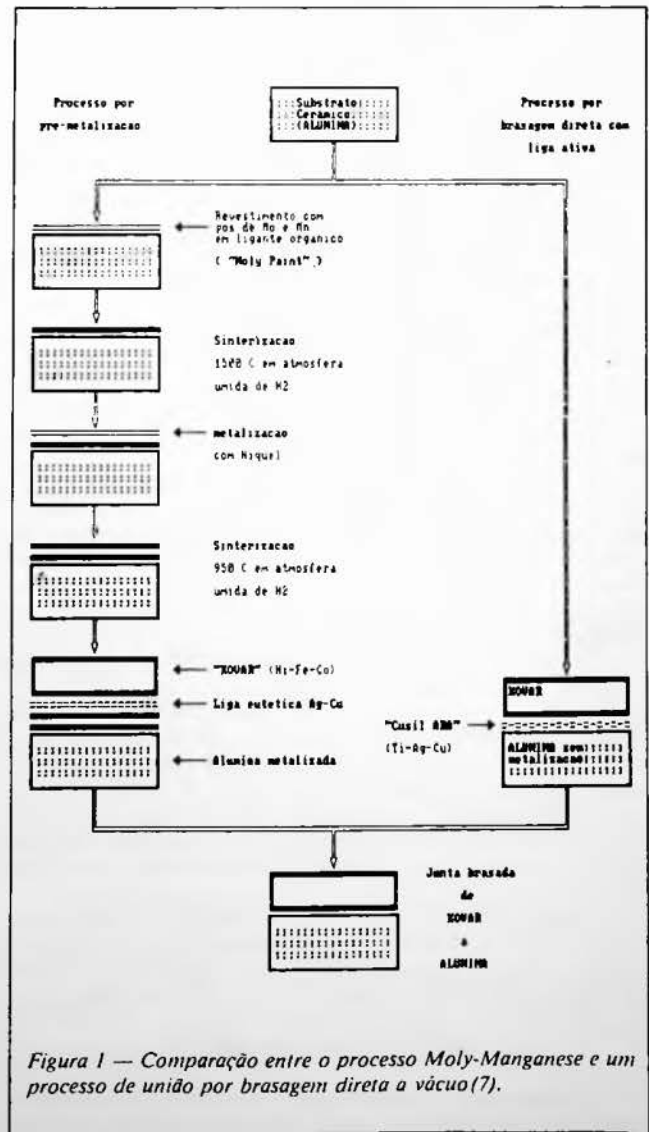 Processo por
pre-metalizacao
Substrato
Ceramico
(ALUMINA)
Processo por
brasagem direta com
liga ativa
Revestimento com
pos de Mo e Mn
em ligante organico
( "Moly Paint" )
Sinterizacao
1500 C em atmosfera
umida de H2
metalizacao
com Niquel
Sinterizacao
950 C em atmosfera
umida de H2
"KOVAR" (Ni-Fe-Co)
Liga eutetica Ag-Cu
Alumina metalizada
KOVAR
"Cusil ABA"
(Ti-Ag-Cu)
ALUMINA sem
metalizacao
Junta brasada
de
KOVAR
a
ALUMINA
Figura 1 — Comparação entre o processo Moly-Manganese e um
processo de união por brasagem direta a vácuo(7).